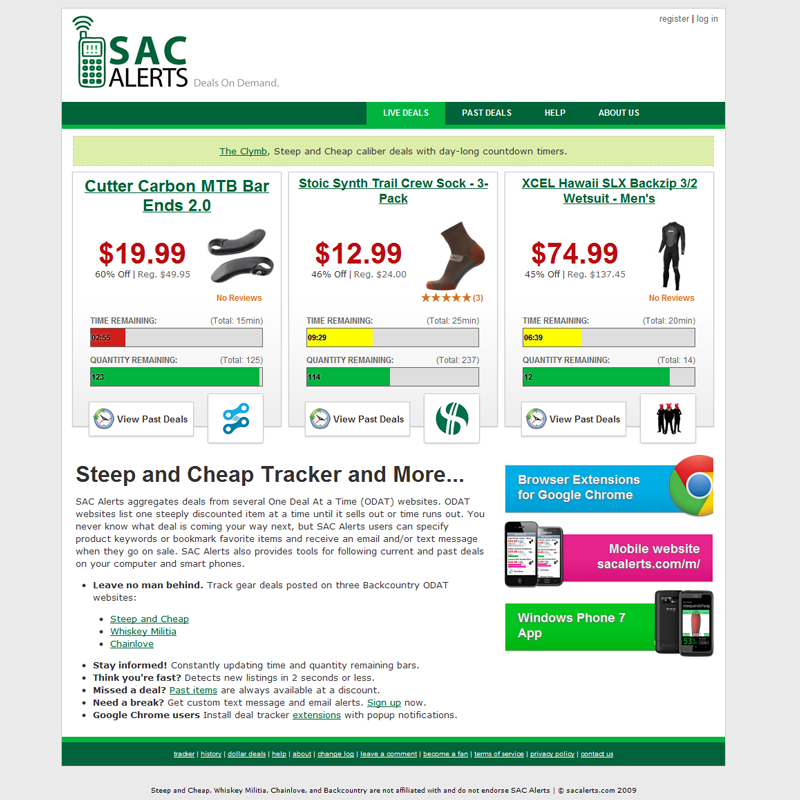 register | log in
SAC
ALERTS Deals On Demand.
LIVE DEALS PAST DEALS HELP ABOUT US
The Clymb, Steep and Cheap caliber deals with day-long countdown timers.
Cutter Carbon MTB Bar
Ends 2.0
$19.99
60% Off | Reg. $49.95
No Reviews
TIME REMAINING: (Total: 15min)
02:55
QUANTITY REMAINING: (Total: 125)
123
View Past Deals
Stoic Synth Trail Crew Sock - 3-
Pack
$12.99
46% Off | Reg. $24.00
(3)
TIME REMAINING: (Total: 25min)
09:29
QUANTITY REMAINING: (Total: 237)
114
View Past Deals
XCEL Hawaii SLX Backzip 3/2
Wetsuit - Men's
$74.99
45% Off | Reg. $137.45
No Reviews
TIME REMAINING: (Total: 20min)
06:39
QUANTITY REMAINING: (Total: 14)
12
View Past Deals
Steep and Cheap Tracker and More...
SAC Alerts aggregates deals from several One Deal At a Time (ODAT) websites. ODAT
websites list one steeply discounted item at a time until it sells out or time runs out. You
never know what deal is coming your way next, but SAC Alerts users can specify
product keywords or bookmark favorite items and receive an email and/or text message
when they go on sale. SAC Alerts also provides tools for following current and past deals
on your computer and smart phones.
• Leave no man behind. Track gear deals posted on three Backcountry ODAT
websites:
• Steep and Cheap
• Whiskey Militia
• Chainlove
• Stay informed! Constantly updating time and quantity remaining bars.
• Think you're fast? Detects new listings in 2 seconds or less.
• Missed a deal? Past items are always available at a discount.
• Need a break? Get custom text message and email alerts. Sign up now.
• Google Chrome users Install deal tracker extensions with popup notifications.
Browser Extensions
for Google Chrome
Mobile website
sacalerts.com/m/
Windows Phone 7
App
tracker | history | dollar deals | help | about | change log | leave a comment | become a fan | terms of service | privacy policy | contact us
Steep and Cheap, Whiskey Militia, Chainlove, and Backcountry are not affiliated with and do not endorse SAC Alerts | © sacalerts.com 2009